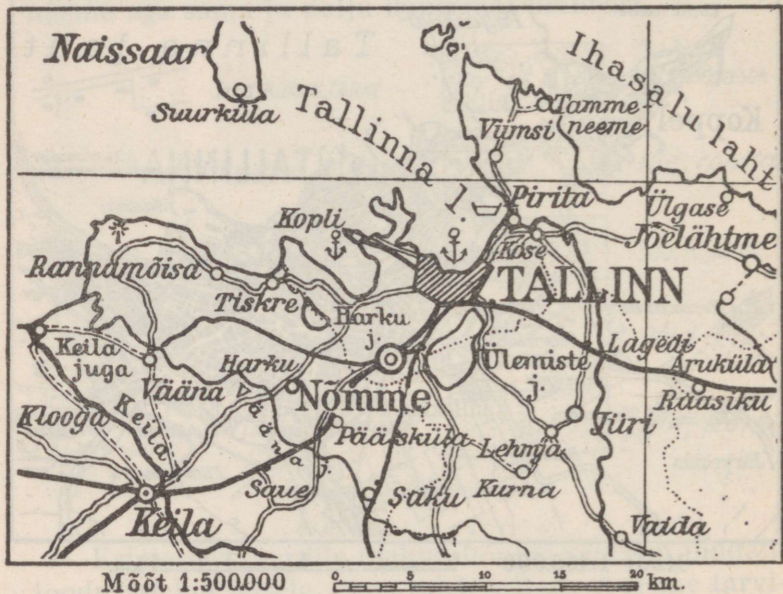 Naissaar
Suurküla
Tallinna l.
Ihasalu laht
Tamme
neeme
Viimsi
Pirita
Ülgase
Kopli
Kose
Jõelähtme
Rannamõisa
Tiskre
TALLINN
Harku
j.
Keila
juga
Harku
Ülemiste
j.
Lagedi
Aruküla
Vääna
Raasiku
Klooga
Keila
Vääna
j.
Nõmme
Pääsküla
Jüri
Lehmja
Kurna
Saue
Saku
Keila
Vaida
Mõõt 1:500.000
0 5 10 15 20 km.